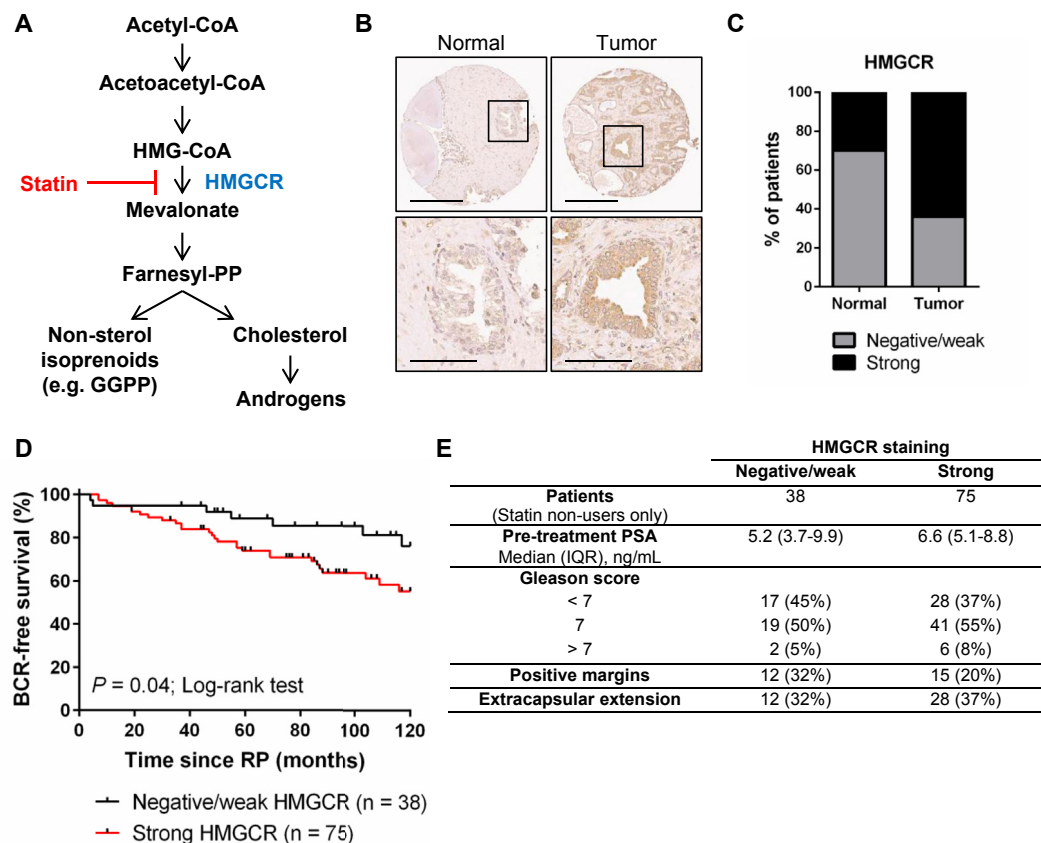 A
Acetyl-CoA
Acetoacetyl-CoA
HMG-CoA
Statin
HMGCR
Mevalonate
Farnesyl-PP
Non-sterol
isoprenoids
(e.g. GGPP)
Cholesterol
Androgens
B
Normal
Tumor
C
HMGCR
% of patients
100
80
60
40
20
0
Normal
Tumor
Negative/weak
Strong
D
BCR-free survival (%)
100
80
60
40
20
0
P = 0.04; Log-rank test
0 20 40 60 80 100 120
Time since RP (months)
Negative/weak HMGCR (n = 38)
Strong HMGCR (n = 75)
E
HMGCR staining
Negative/weak Strong
Patients 38 75
(Statin non-users only)
Pre-treatment PSA 5.2 (3.7-9.9) 6.6 (5.1-8.8)
Median (IQR), ng/mL
Gleason score
< 7 17 (45%) 28 (37%)
7 19 (50%) 41 (55%)
> 7 2 (5%) 6 (8%)
Positive margins 12 (32%) 15 (20%)
Extracapsular extension 12 (32%) 28 (37%)